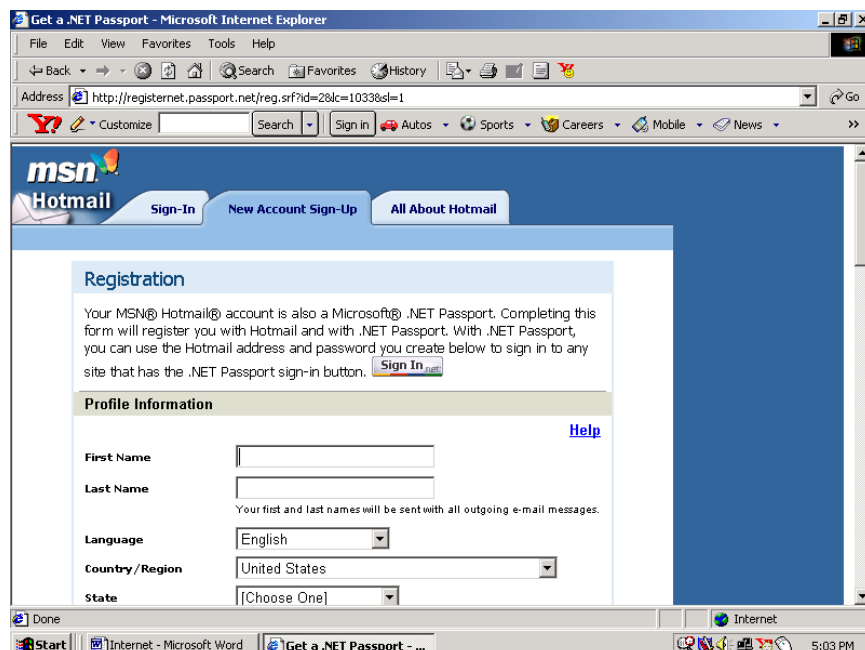 Get a .NET Passport - Microsoft Internet Explorer
File Edit View Favorites Tools Help
Back Search Favorites History
Address http://registernet.passport.net/reg.srf?id=2&lc=1033&sl=1 Go
Y! Customize Search Sign in Autos Sports Careers Mobile News »
msn
Hotmail Sign-In New Account Sign-Up All About Hotmail
Registration
Your MSN® Hotmail® account is also a Microsoft® .NET Passport. Completing this
form will register you with Hotmail and with .NET Passport. With .NET Passport,
you can use the Hotmail address and password you create below to sign in to any
site that has the .NET Passport sign-in button. Sign In .net
Profile Information
Help
First Name
Last Name
Your first and last names will be sent with all outgoing e-mail messages.
Language English
Country/Region United States
State [Choose One]
Done Internet
Start Internet - Microsoft Word Get a .NET Passport - ... 5:03 PM